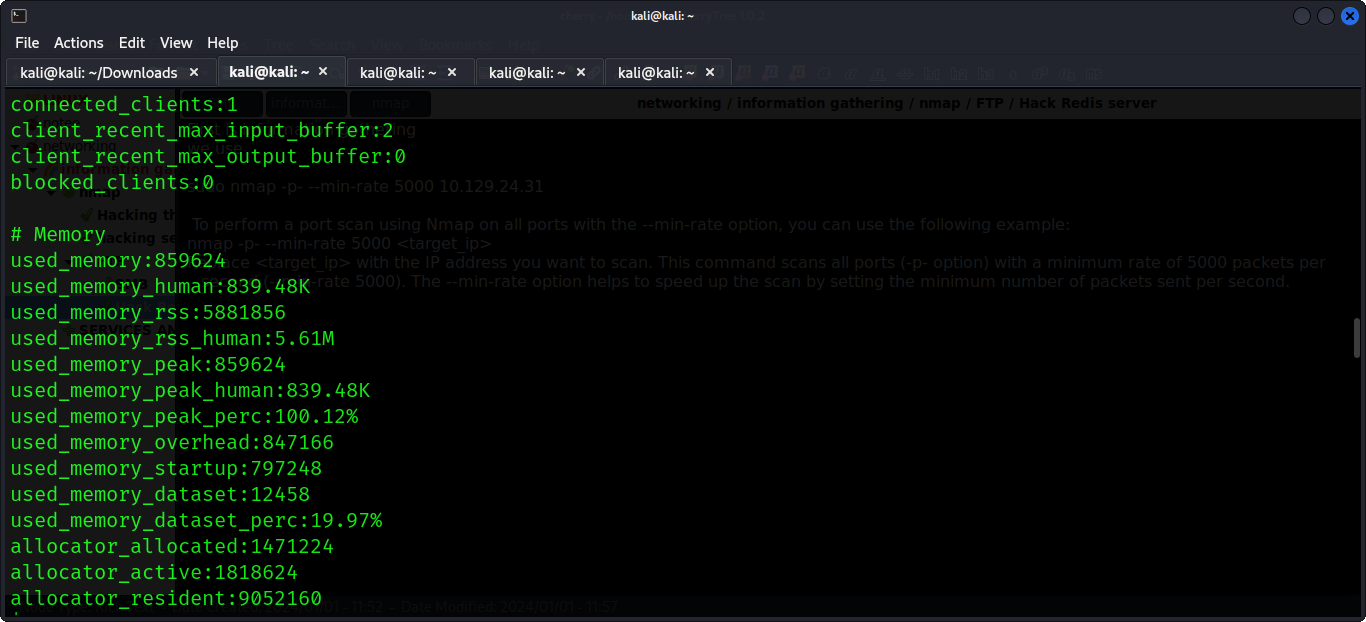 kali@kali: ~
File Actions Edit View Help
kali@kali: ~/Downloads × kali@kali: ~ × kali@kali: ~ × kali@kali: ~ × kali@kali: ~ ×
informat... nmap
networking / information gathering / nmap / FTP / Hack Redis server
connected_clients:1
client_recent_max_input_buffer:2
client_recent_max_output_buffer:0
blocked_clients:0
nmap -p- --min-rate 5000 10.129.24.31
To perform a port scan using Nmap on all ports with the --min-rate option, you can use the following example:
# Memory
nmap -p- --min-rate 5000 <target_ip>
used_memory:859624
<target_ip> with the IP address you want to scan. This command scans all ports (-p- option) with a minimum rate of 5000 packets per
used_memory_human:839.48K
5000). The --min-rate option helps to speed up the scan by setting the minimum number of packets sent per second.
used_memory_rss:5881856
used_memory_rss_human:5.61M
used_memory_peak:859624
used_memory_peak_human:839.48K
used_memory_peak_perc:100.12%
used_memory_overhead:847166
used_memory_startup:797248
used_memory_dataset:12458
used_memory_dataset_perc:19.97%
allocator_allocated:1471224
allocator_active:1818624
allocator_resident:9052160
- 11:52 - Date Modified: 2024/01/01 - 11:57